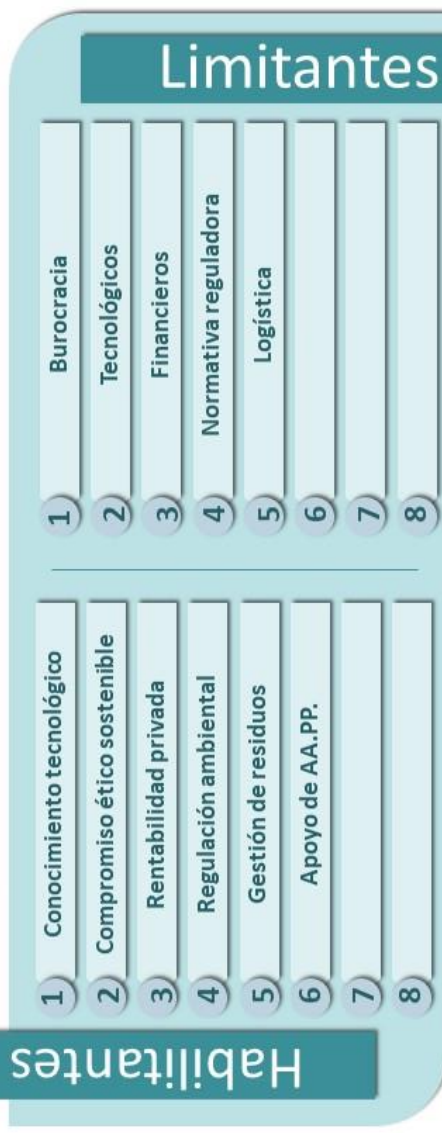 Limitantes
1 Burocracia
2 Tecnológicos
3 Financieros
4 Normativa reguladora
5 Logística
6
7
8
Habilitantes
1 Conocimiento tecnológico
2 Compromiso ético sostenible
3 Rentabilidad privada
4 Regulación ambiental
5 Gestión de residuos
6 Apoyo de AA.PP.
7
8